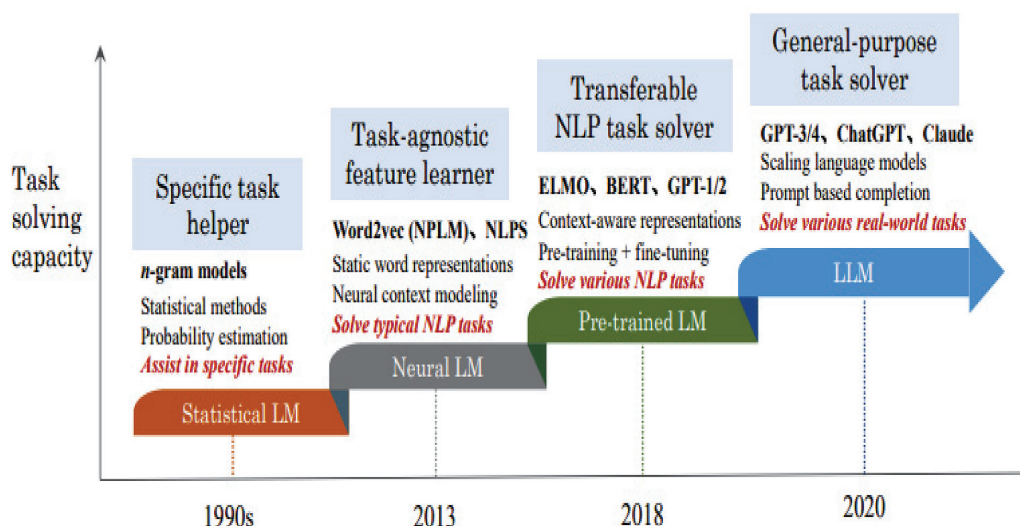 Task
solving
capacity
Specific task
helper
n-gram models
Statistical methods
Probability estimation
Assist in specific tasks
Statistical LM
1990s
Task-agnostic
feature learner
Word2vec (NPLM)、NLPS
Static word representations
Neural context modeling
Solve typical NLP tasks
Neural LM
2013
Transferable
NLP task solver
ELMO、BERT、GPT-1/2
Context-aware representations
Pre-training + fine-tuning
Solve various NLP tasks
Pre-trained LM
2018
General-purpose
task solver
GPT-3/4、ChatGPT、Claude
Scaling language models
Prompt based completion
Solve various real-world tasks
LLM
2020